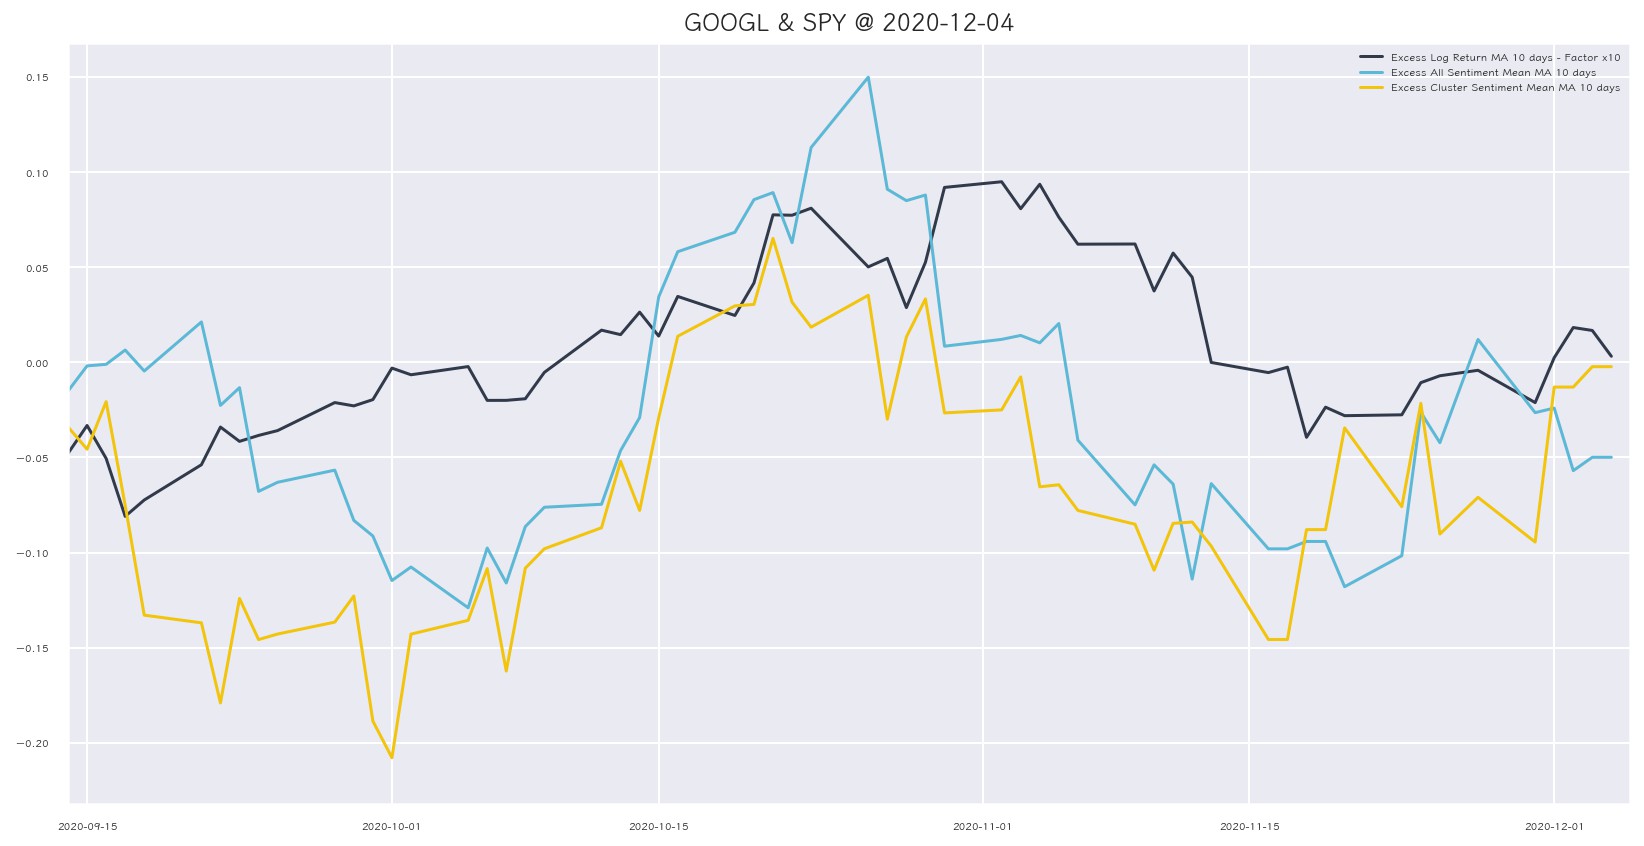 GOOGL & SPY @ 2020-12-04
Excess Log Return MA 10 days - Factor x10
Excess All Sentiment Mean MA 10 days
Excess Cluster Sentiment Mean MA 10 days
0.15
0.10
0.05
0.00
−0.05
−0.10
−0.15
−0.20
2020-09-15 2020-10-01 2020-10-15 2020-11-01 2020-11-15 2020-12-01